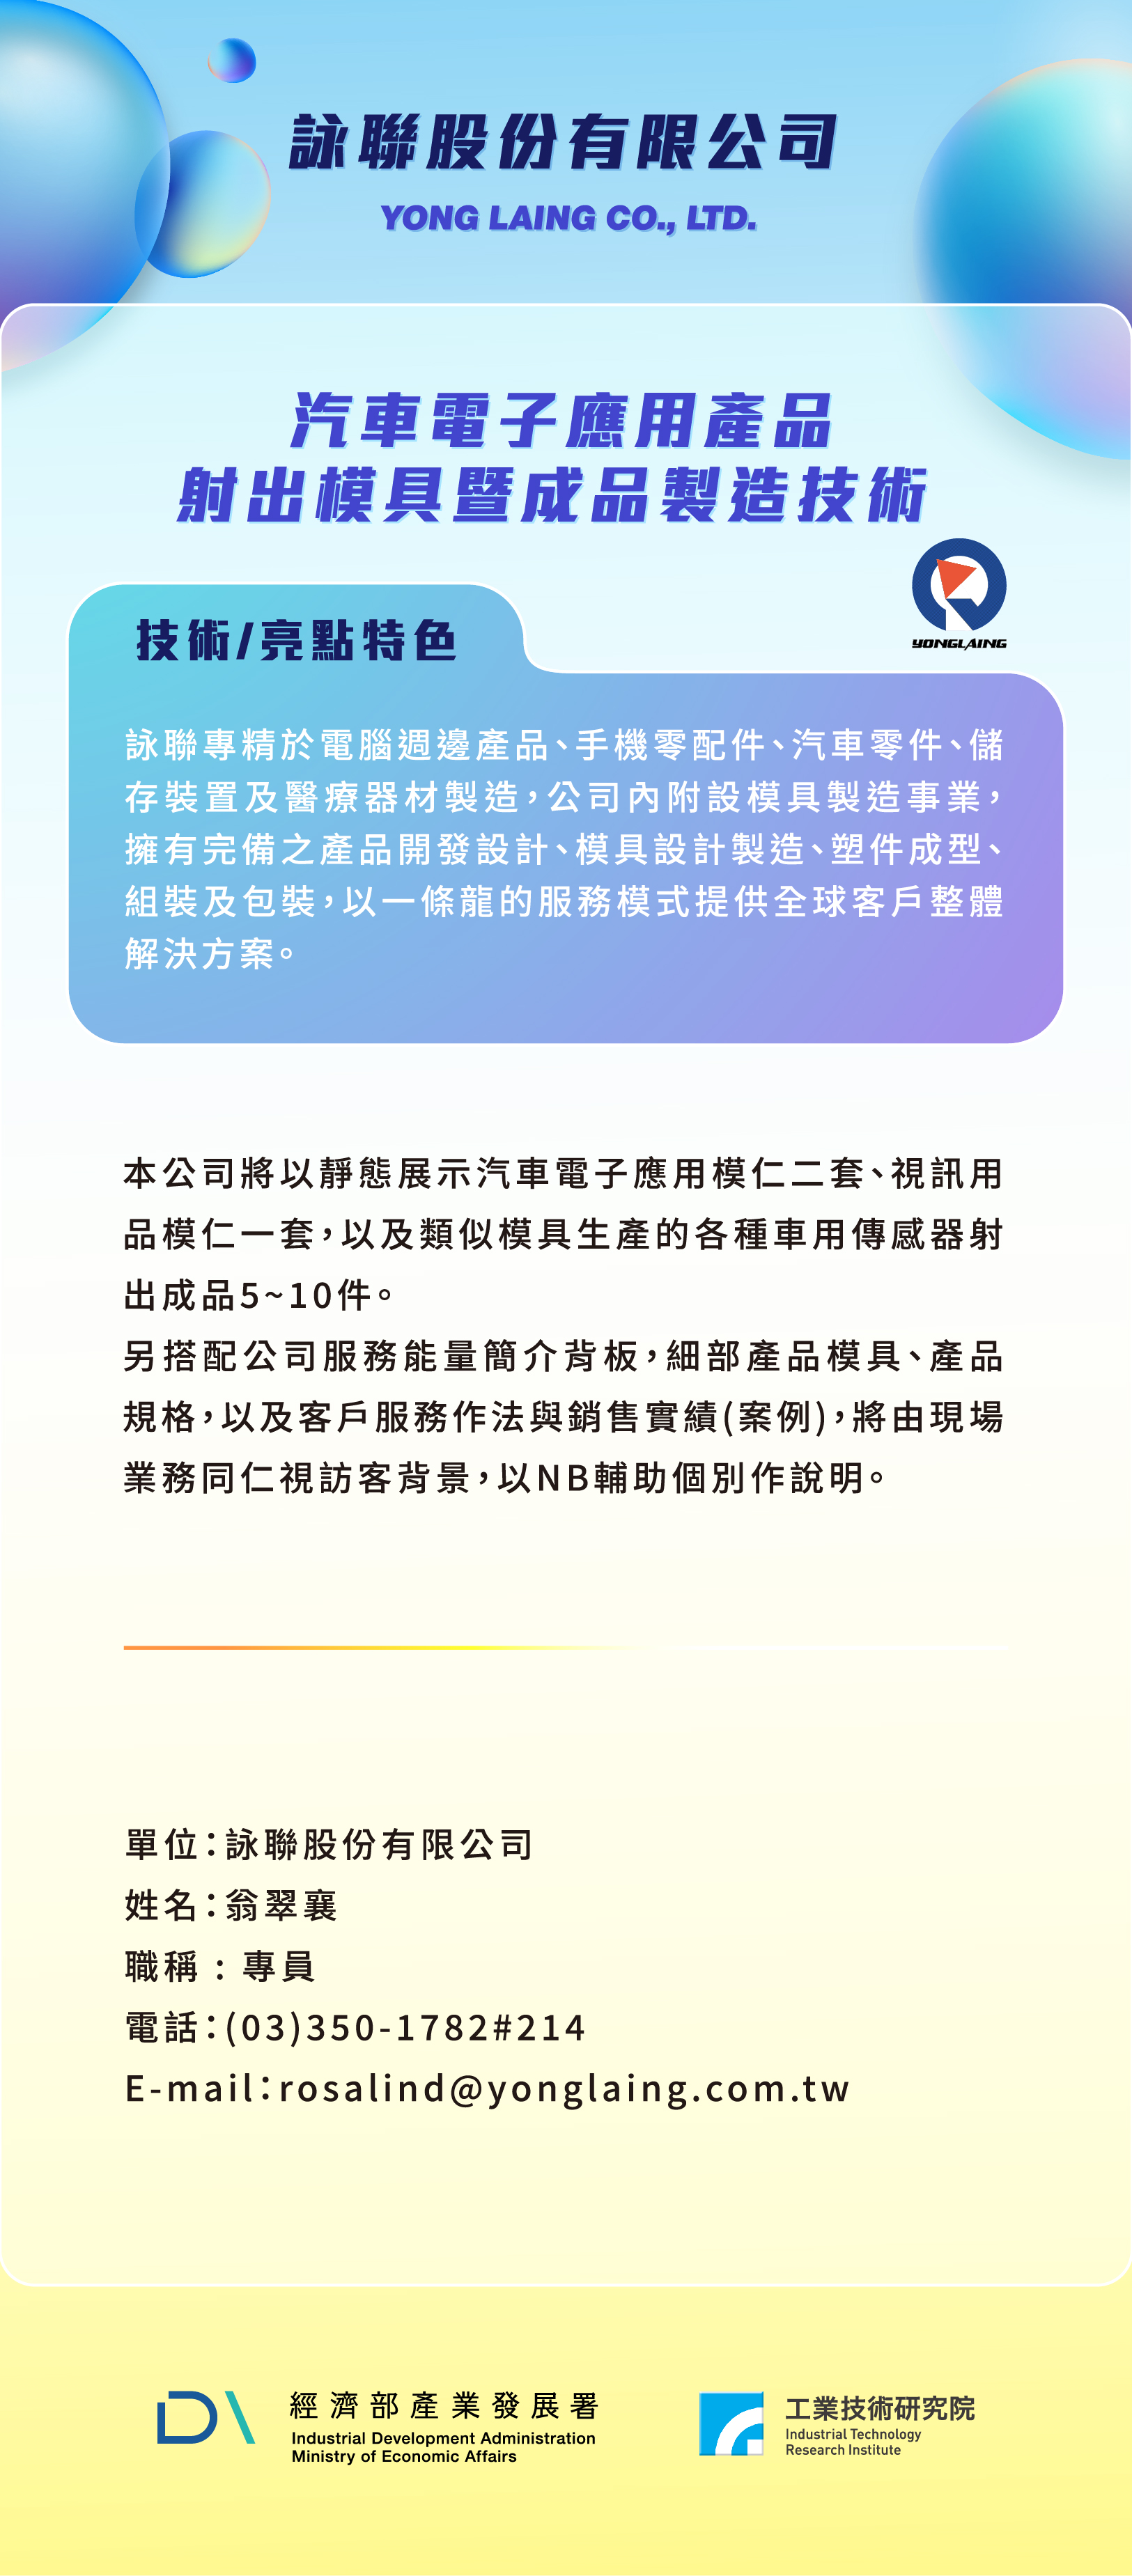 詠聯股份有限公司
YONG LAING CO., LTD.
汽車電子應用產品
射出模具暨成品製造技術
YONGLAING
技術/亮點特色
詠聯專精於電腦週邊產品、手機零配件、汽車零件、儲
存裝置及醫療器材製造，公司內附設模具製造事業，
擁有完備之產品開發設計、模具設計製造、塑件成型、
組裝及包裝，以一條龍的服務模式提供全球客戶整體
解決方案。
本公司將以靜態展示汽車電子應用模仁二套、視訊用
品模仁一套，以及類似模具生產的各種車用傳感器射
出成品5~10件。
另搭配公司服務能量簡介背板，細部產品模具、產品
規格，以及客戶服務作法與銷售實績(案例)，將由現場
業務同仁視訪客背景，以NB輔助個別作說明。
單位：詠聯股份有限公司
姓名：翁翠襄
職稱 : 專員
電話：(03)350-1782#214
E-mail：rosalind@yonglaing.com.tw
經濟部產業發展署
Industrial Development Administration
Ministry of Economic Affairs
工業技術研究院
Industrial Technology
Research Institute